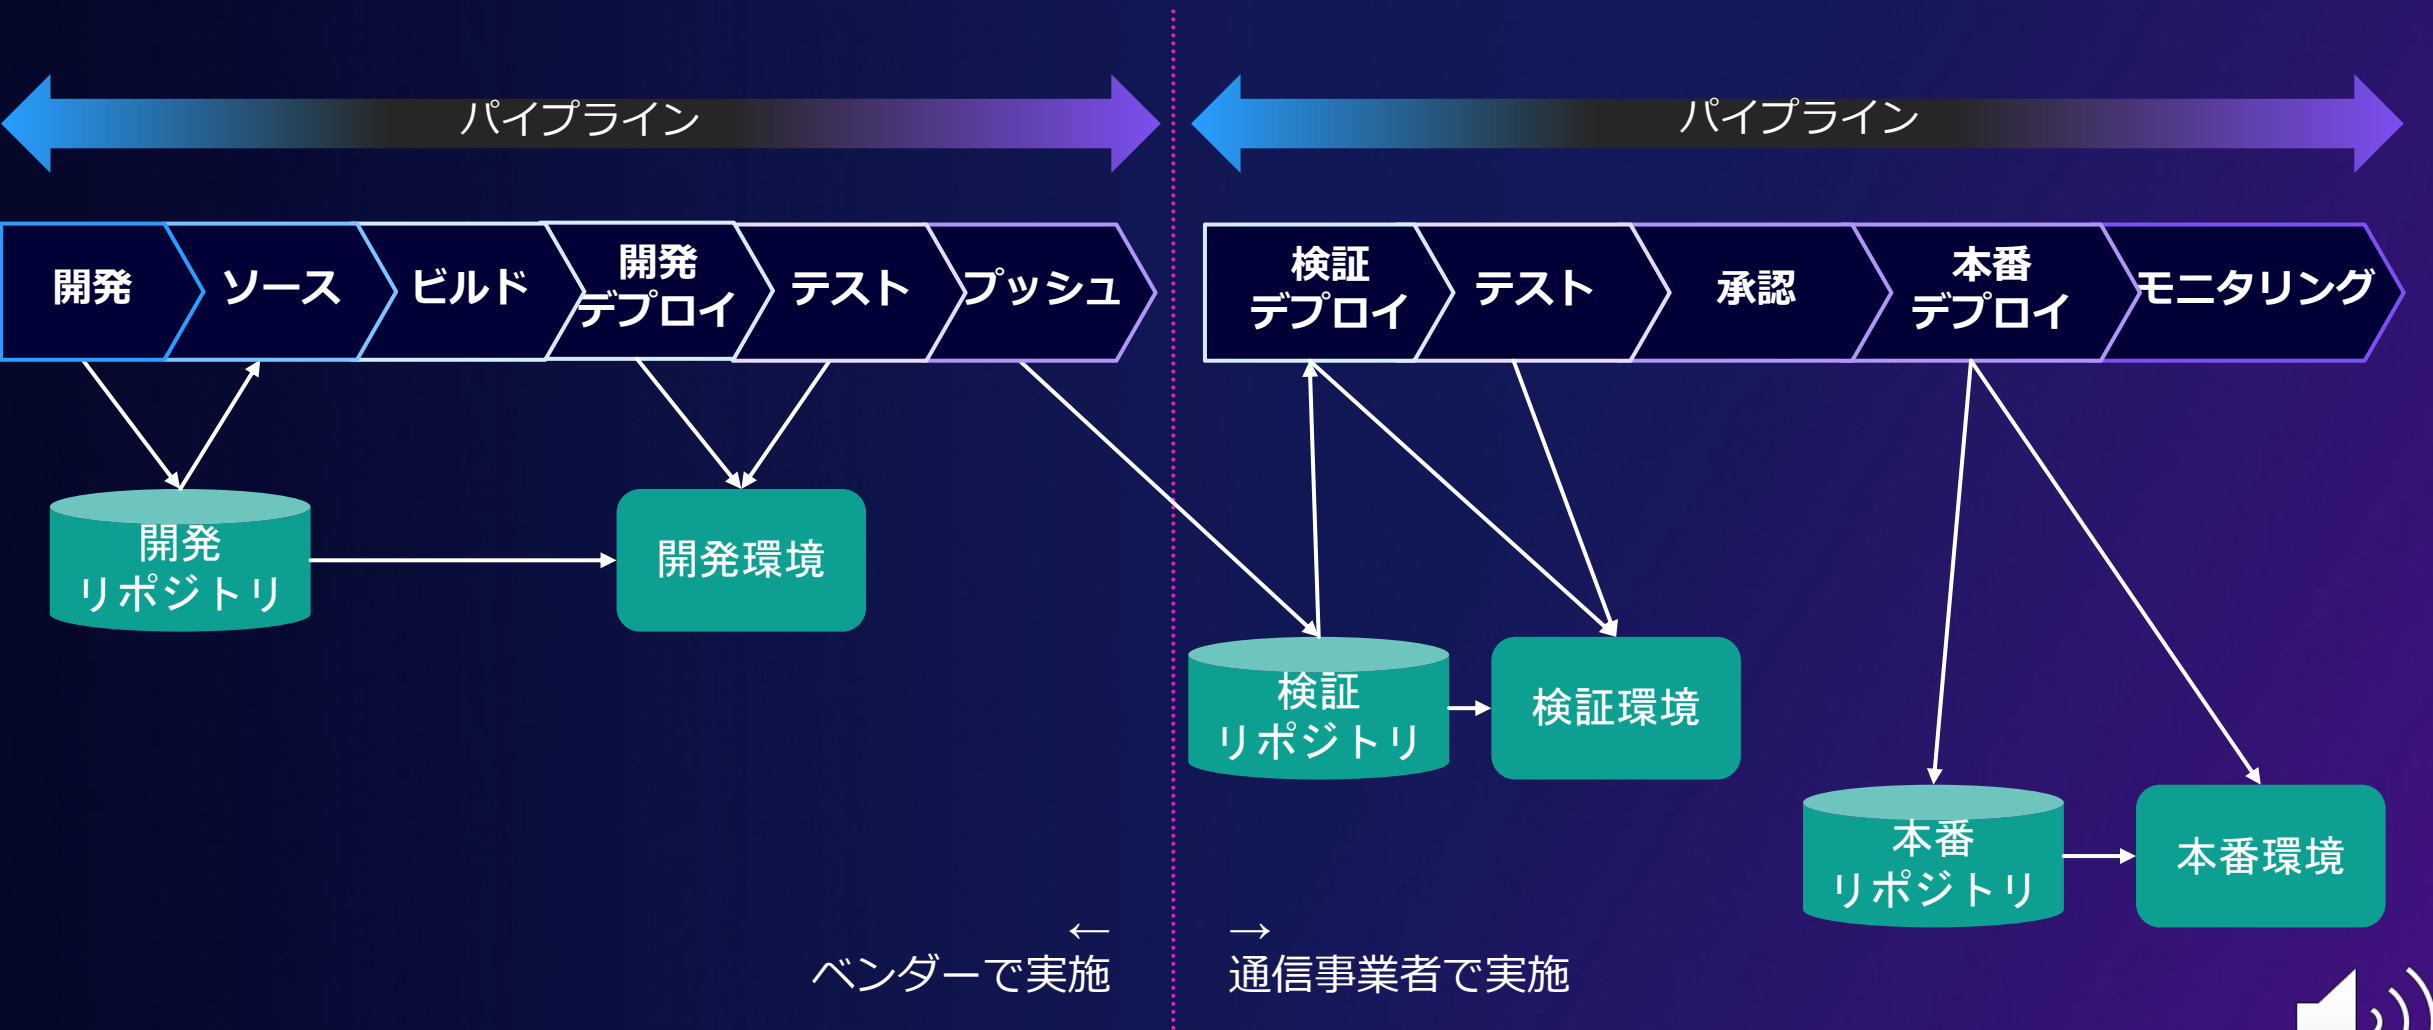 パイプライン
パイプライン
開発
ソース
ビルド
開発
デプロイ
テスト
プッシュ
検証
デプロイ
テスト
承認
本番
デプロイ
モニタリング
開発
リポジトリ
開発環境
検証
リポジトリ
検証環境
本番
リポジトリ
本番環境
←
ベンダーで実施
→
通信事業者で実施